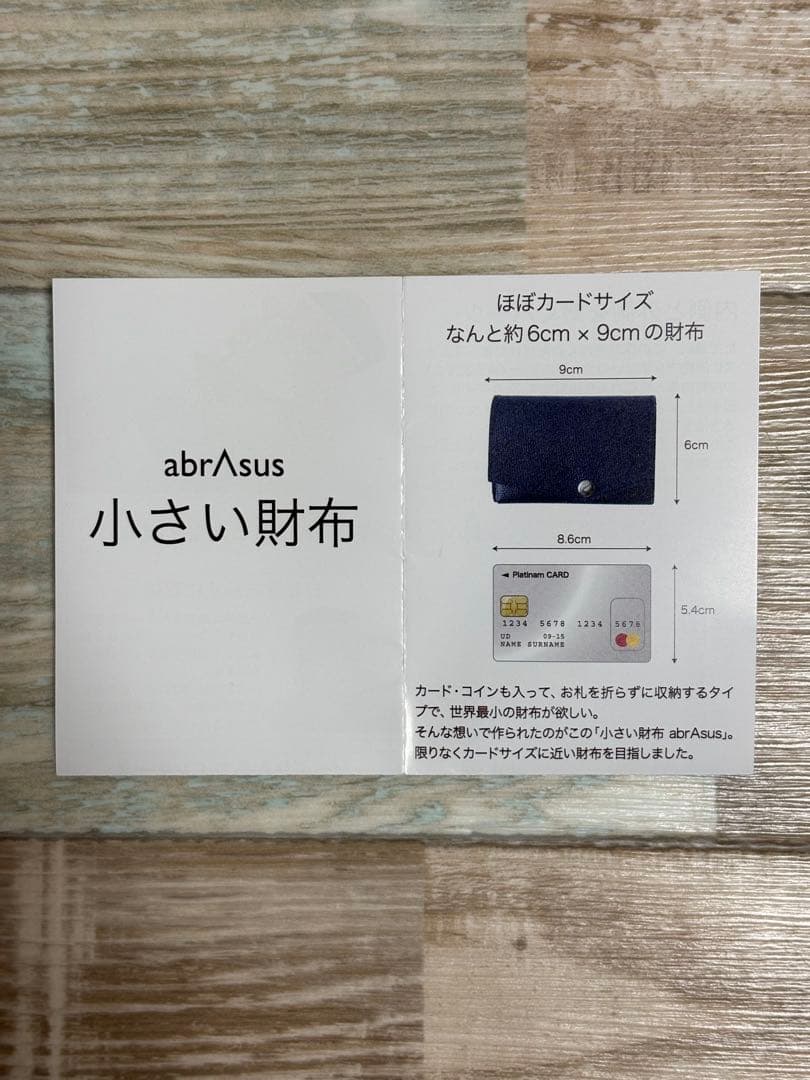 abrΛsus
小さい財布
ほぼカードサイズ
なんと約6cm × 9cmの財布
9cm
6cm
8.6cm
◄ Platinam CARD
5.4cm
1234 5678 1234 5678
UD 09-15
NAME SURNAME
カード・コインも入って、お札を折らずに収納するタイ
プで、世界最小の財布が欲しい。
そんな想いで作られたのがこの「小さい財布 abrAsus」。
限りなくカードサイズに近い財布を目指しました。